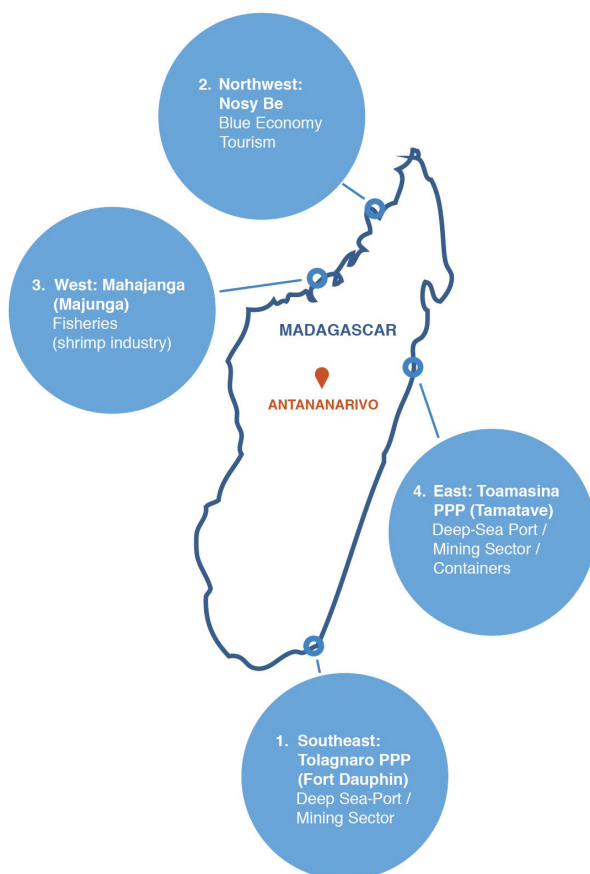 2. Northwest:
Nosy Be
Blue Economy
Tourism
3. West: Mahajanga
(Majunga)
Fisheries
(shrimp industry)
MADAGASCAR
ANTANANARIVO
4. East: Toamasina
PPP (Tamatave)
Deep-Sea Port /
Mining Sector /
Containers
1. Southeast:
Tolagnaro PPP
(Fort Dauphin)
Deep Sea-Port /
Mining Sector